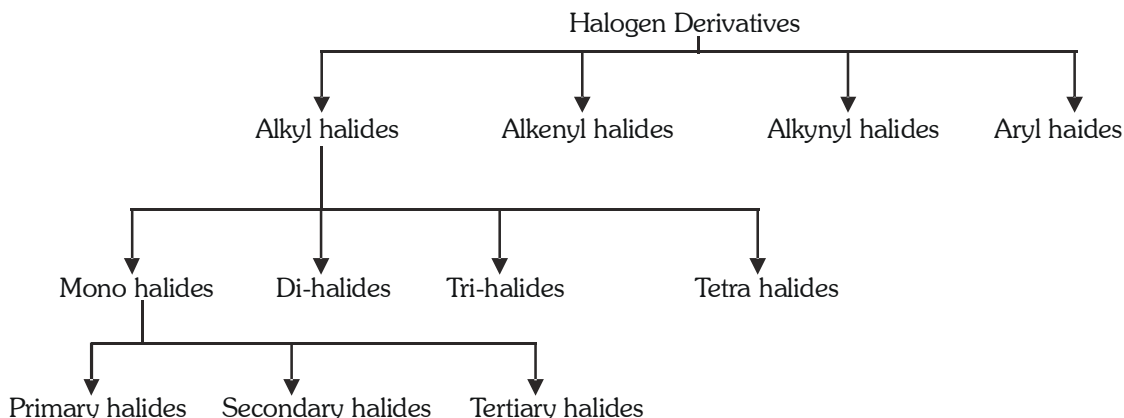 Halogen Derivatives
Alkyl halides Alkenyl halides Alkynyl halides Aryl haides
Mono halides Di-halides Tri-halides Tetra halides
Primary halides Secondary halides Tertiary halides